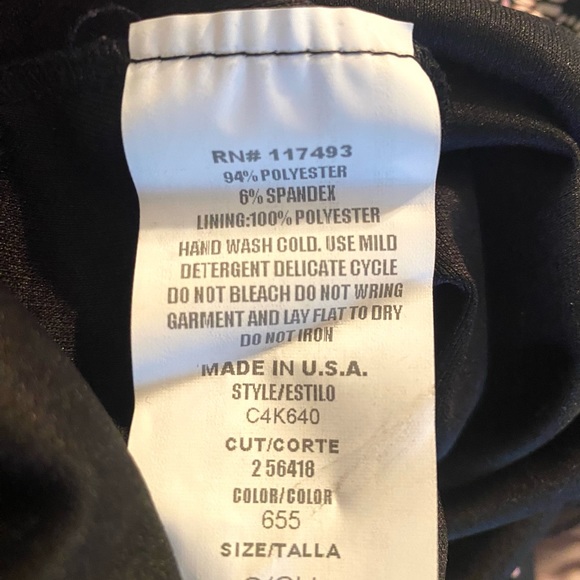 RN# 117493
94% POLYESTER
6% SPANDEX
LINING:100% POLYESTER
HAND WASH COLD. USE MILD
DETERGENT DELICATE CYCLE
DO NOT BLEACH DO NOT WRING
GARMENT AND LAY FLAT TO DRY
DO NOT IRON
MADE IN U.S.A.
STYLE/ESTILO
C4K640
CUT/CORTE
2 56418
COLOR/COLOR
655
SIZE/TALLA